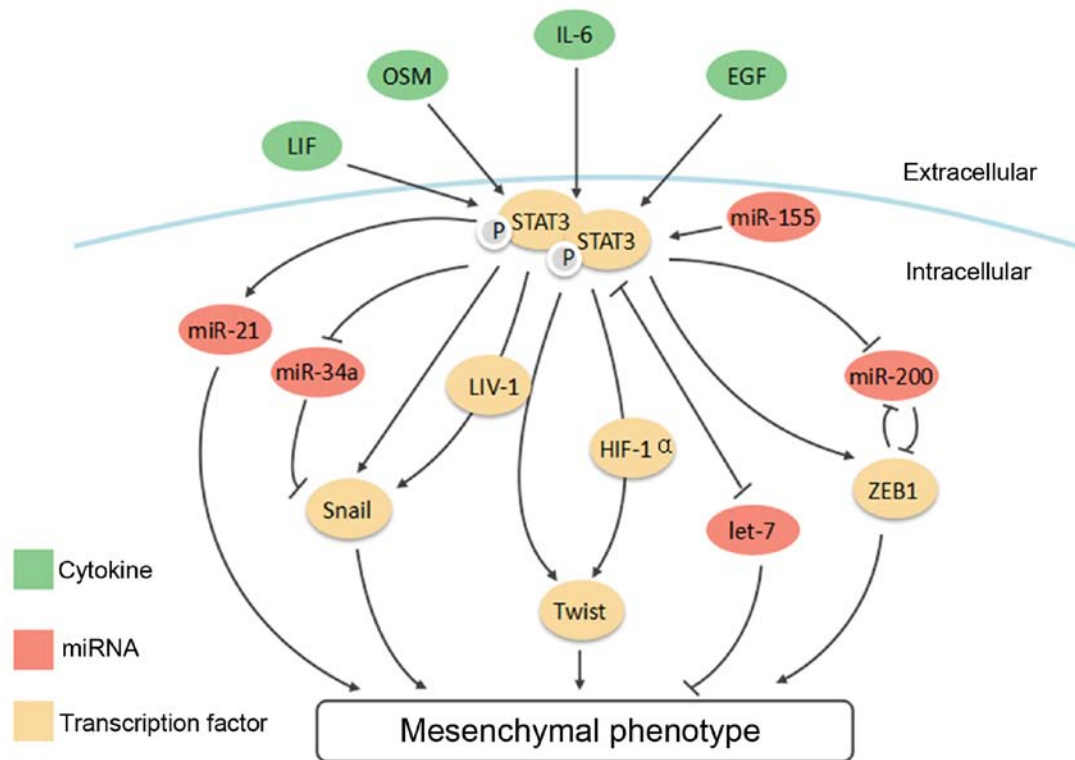 IL-6
OSM
EGF
LIF
Extracellular
miR-155
STAT3
P
STAT3
P
Intracellular
miR-21
miR-34a
miR-200
LIV-1
HIF-1 α
ZEB1
Snail
let-7
Cytokine
Twist
miRNA
Transcription factor
Mesenchymal phenotype